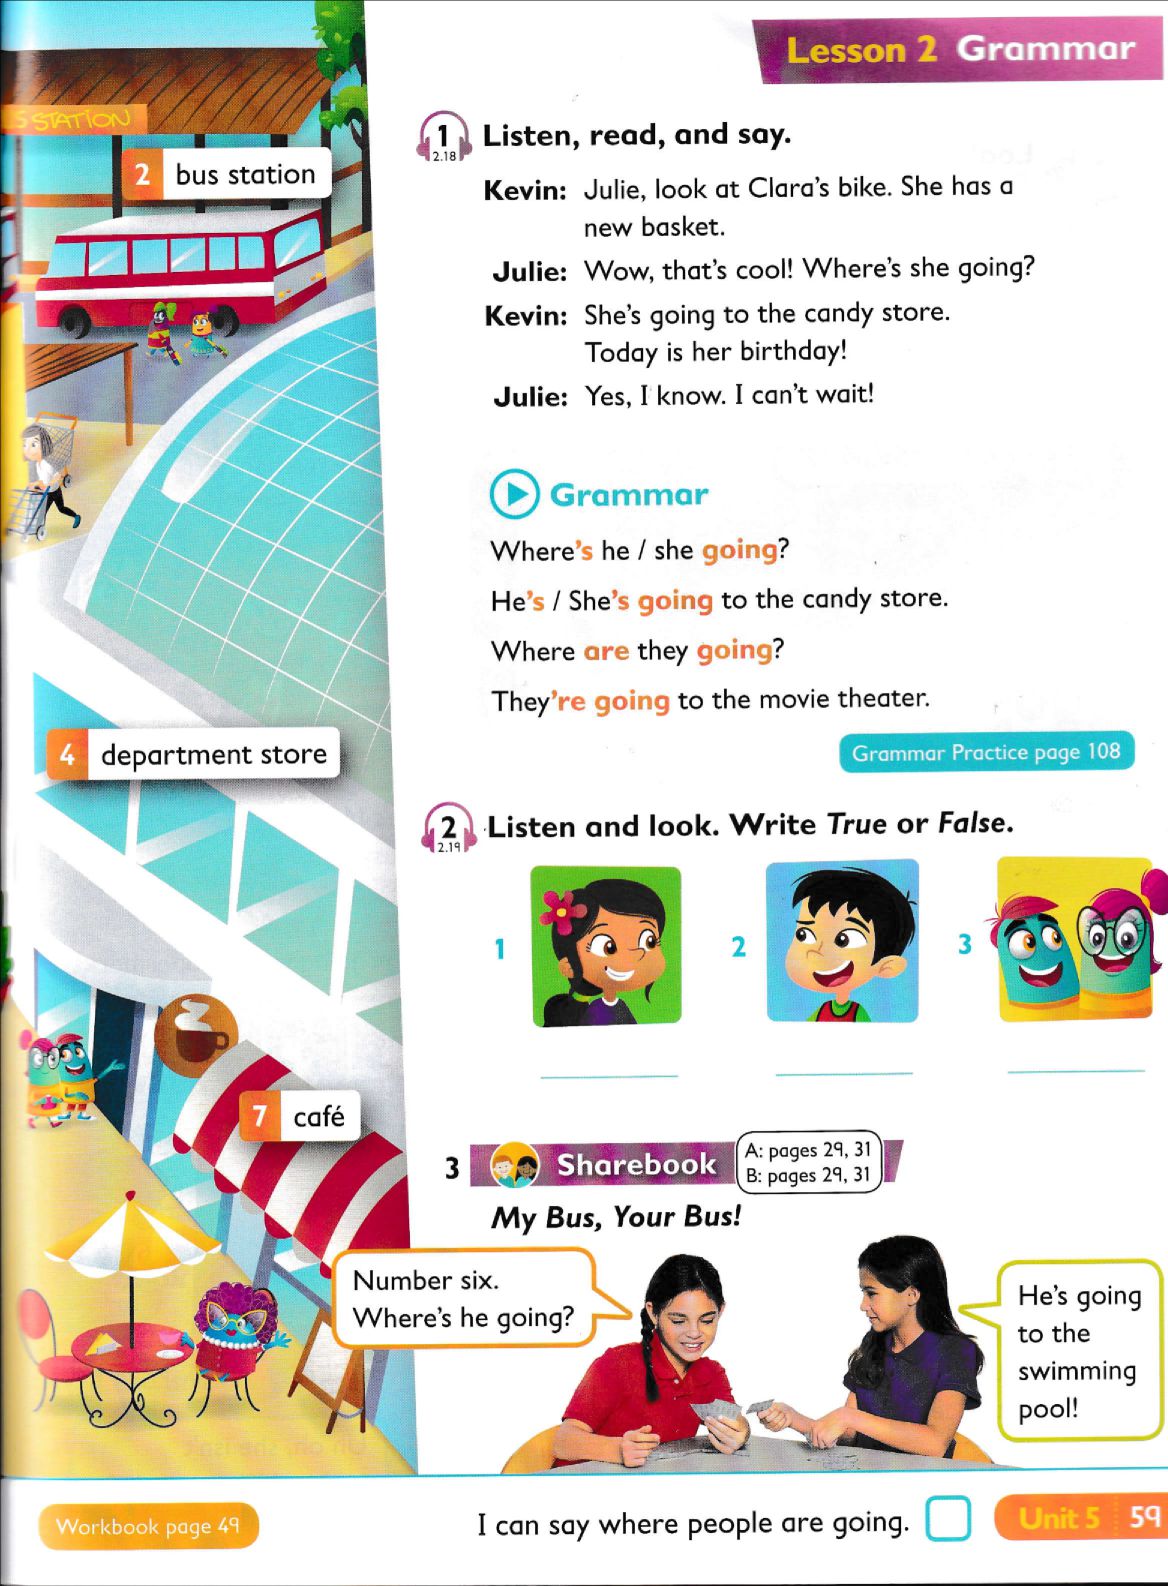 Lesson 2 Grammar
S STATION
2 bus station
4 department store
7 café
1
2.18
Listen, read, and say.
Kevin: Julie, look at Clara's bike. She has a
new basket.
Julie: Wow, that's cool! Where's she going?
Kevin: She's going to the candy store.
Today is her birthday!
Julie: Yes, I know. I can't wait!
Grammar
Where's he / she going?
He's / She's going to the candy store.
Where are they going?
They're going to the movie theater.
Grammar Practice page 108
2
2.19
Listen and look. Write True or False.
1
2
3
3 Sharebook
A: pages 29, 31
B: pages 29, 31
My Bus, Your Bus!
Number six.
Where's he going?
He's going
to the
swimming
pool!
Workbook page 49
I can say where people are going.
Unit 5 59